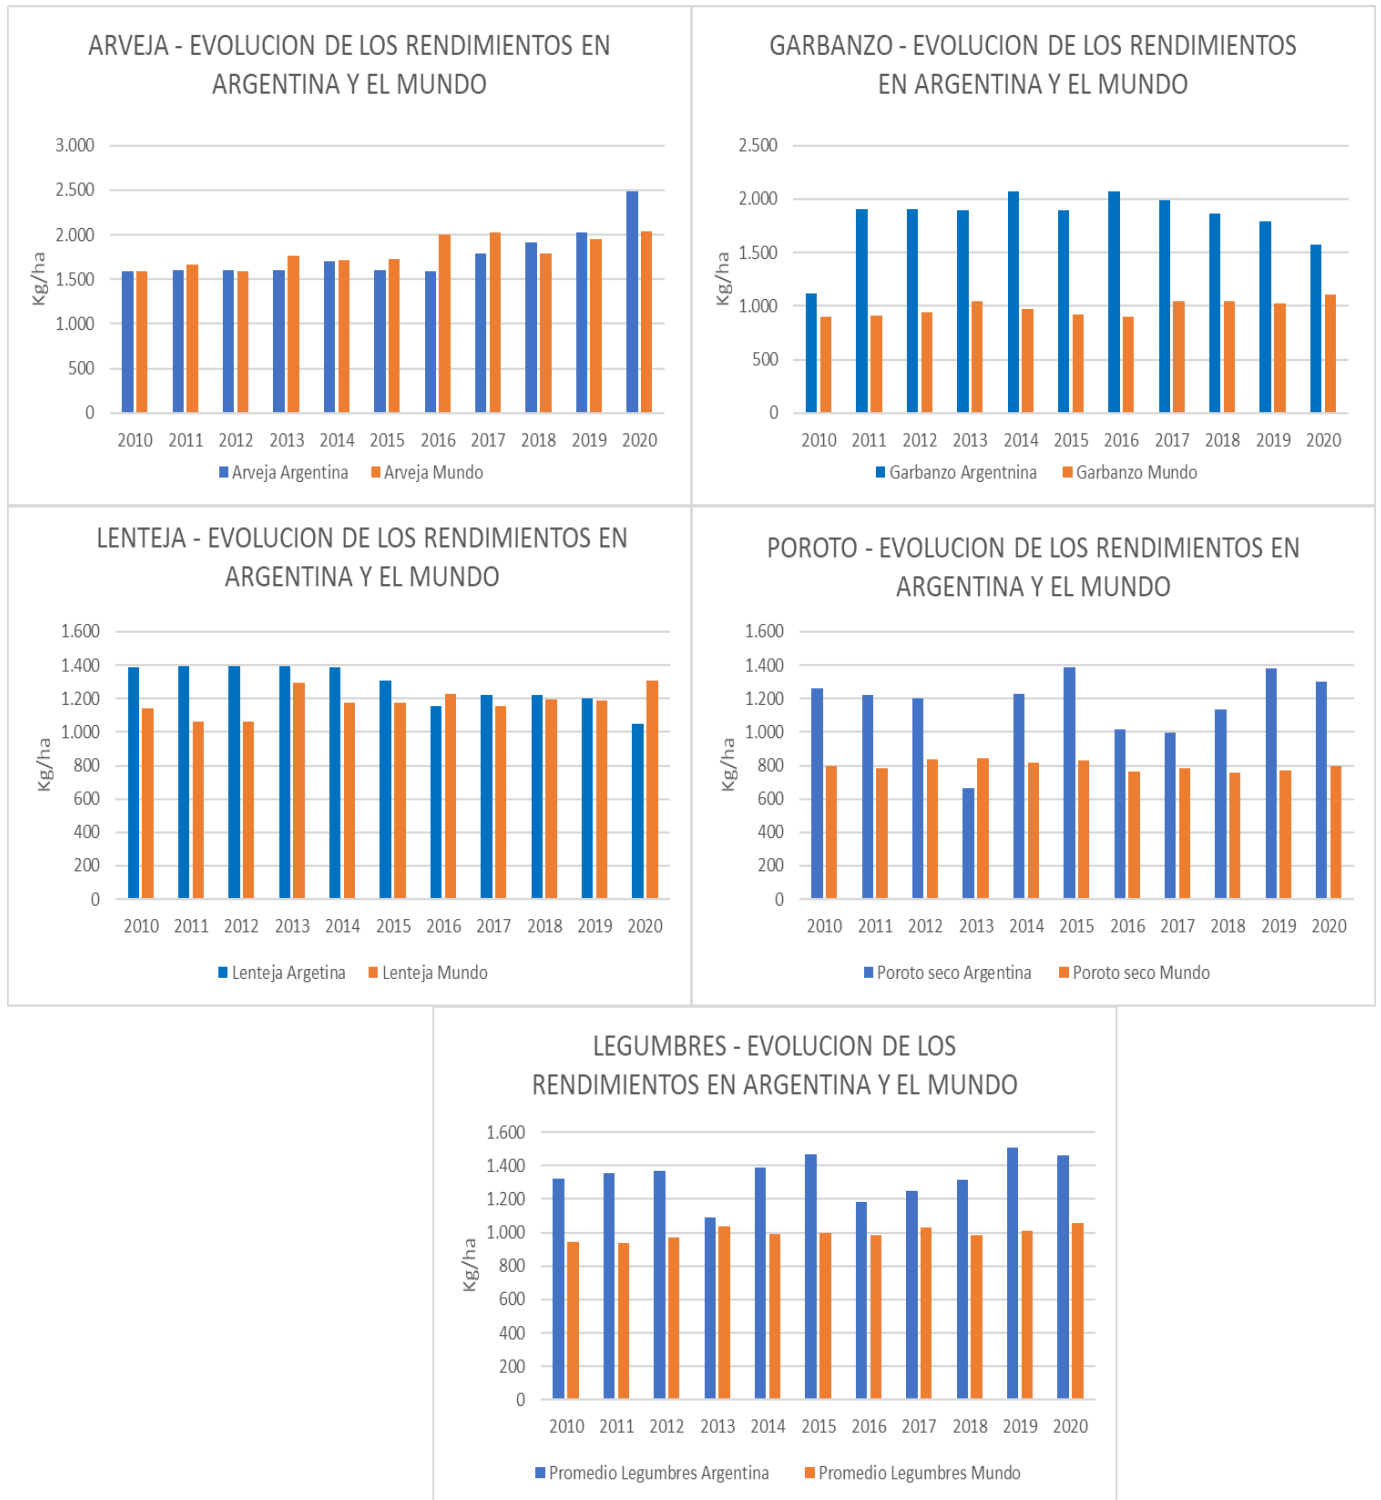 ARVEJA - EVOLUCION DE LOS RENDIMIENTOS EN
ARGENTINA Y EL MUNDO
3.000
2.500
2.000
1.500
1.000
500
0
Kg/ha
2010 2011 2012 2013 2014 2015 2016 2017 2018 2019 2020
Arveja Argentina Arveja Mundo
GARBANZO - EVOLUCION DE LOS RENDIMIENTOS
EN ARGENTINA Y EL MUNDO
2.500
2.000
1.500
1.000
500
0
Kg/ha
2010 2011 2012 2013 2014 2015 2016 2017 2018 2019 2020
Garbanzo Argentnina Garbanzo Mundo
LENTEJA - EVOLUCION DE LOS RENDIMIENTOS EN
ARGENTINA Y EL MUNDO
1.600
1.400
1.200
1.000
800
600
400
200
0
Kg/ha
2010 2011 2012 2013 2014 2015 2016 2017 2018 2019 2020
Lenteja Argetina Lenteja Mundo
POROTO - EVOLUCION DE LOS RENDIMIENTOS EN
ARGENTINA Y EL MUNDO
1.600
1.400
1.200
1.000
800
600
400
200
0
Kg/ha
2010 2011 2012 2013 2014 2015 2016 2017 2018 2019 2020
Poroto seco Argentina Poroto seco Mundo
LEGUMBRES - EVOLUCION DE LOS
RENDIMIENTOS EN ARGENTINA Y EL MUNDO
1.600
1.400
1.200
1.000
800
600
400
200
0
Kg/ha
2010 2011 2012 2013 2014 2015 2016 2017 2018 2019 2020
Promedio Legumbres Argentina Promedio Legumbres Mundo